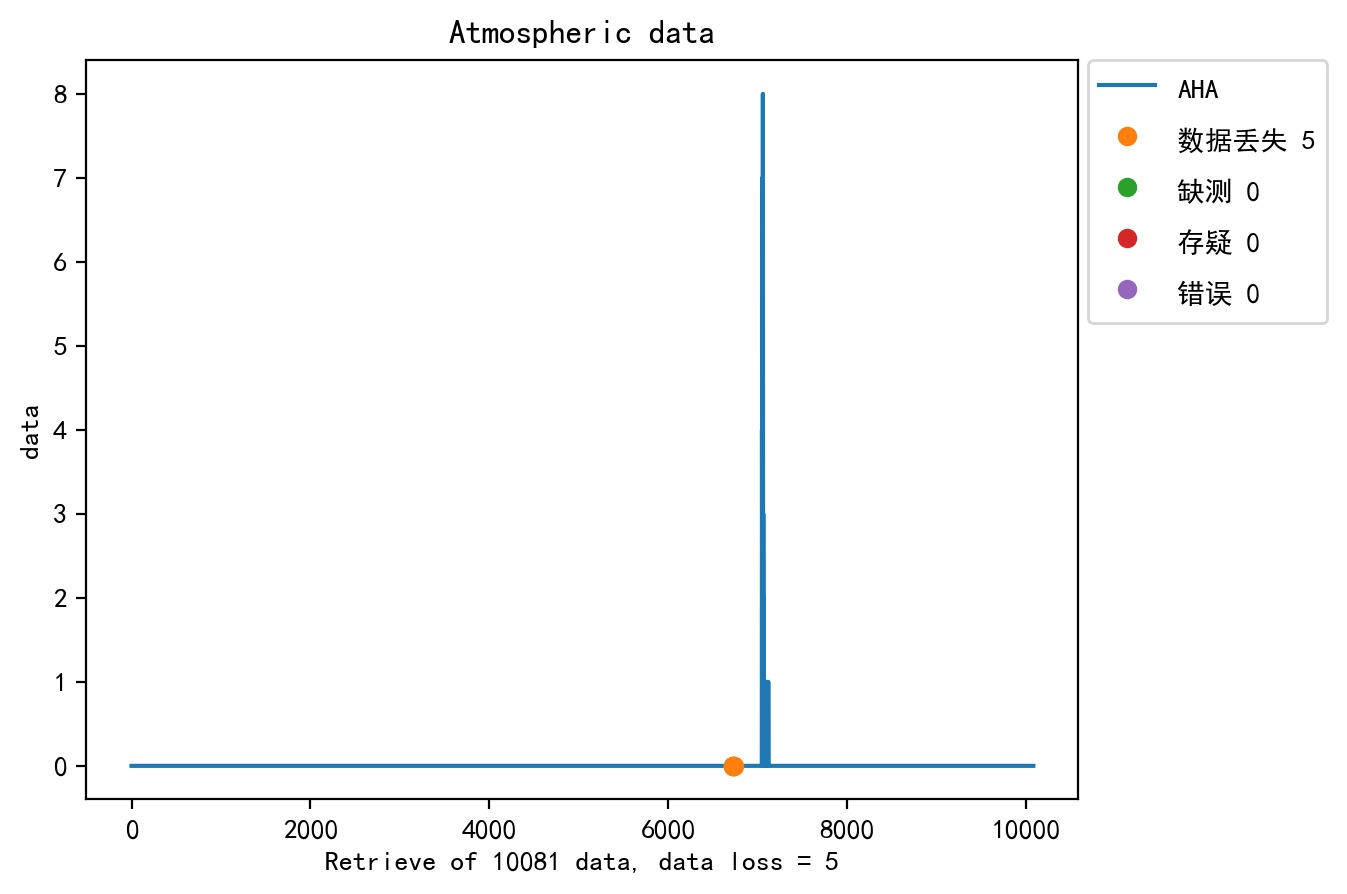 Atmospheric data
8
7
6
5
4
3
2
1
0
data
0 2000 4000 6000 8000 10000
Retrieve of 10081 data, data loss = 5
AHA
数据丢失 5
缺测 0
存疑 0
错误 0